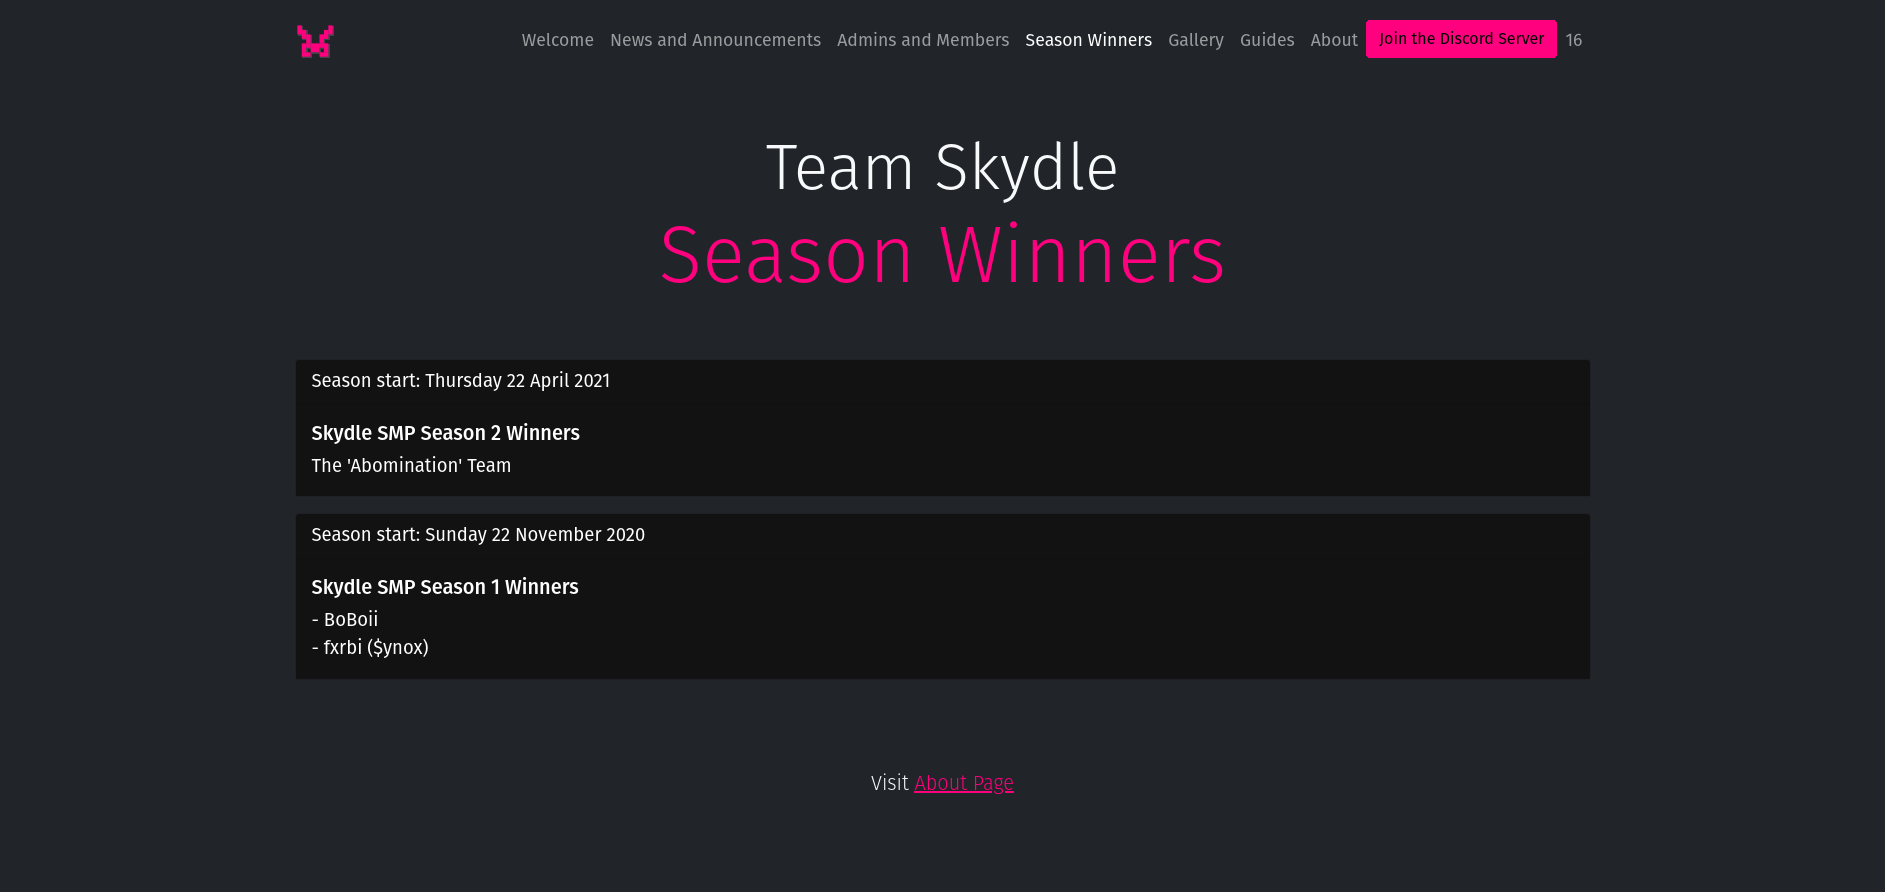 Welcome News and Announcements Admins and Members Season Winners Gallery Guides About Join the Discord Server 16
Team Skydle
Season Winners
Season start: Thursday 22 April 2021
Skydle SMP Season 2 Winners
The 'Abomination' Team
Season start: Sunday 22 November 2020
Skydle SMP Season 1 Winners
- BoBoii
- fxrbi ($ynox)
Visit About Page